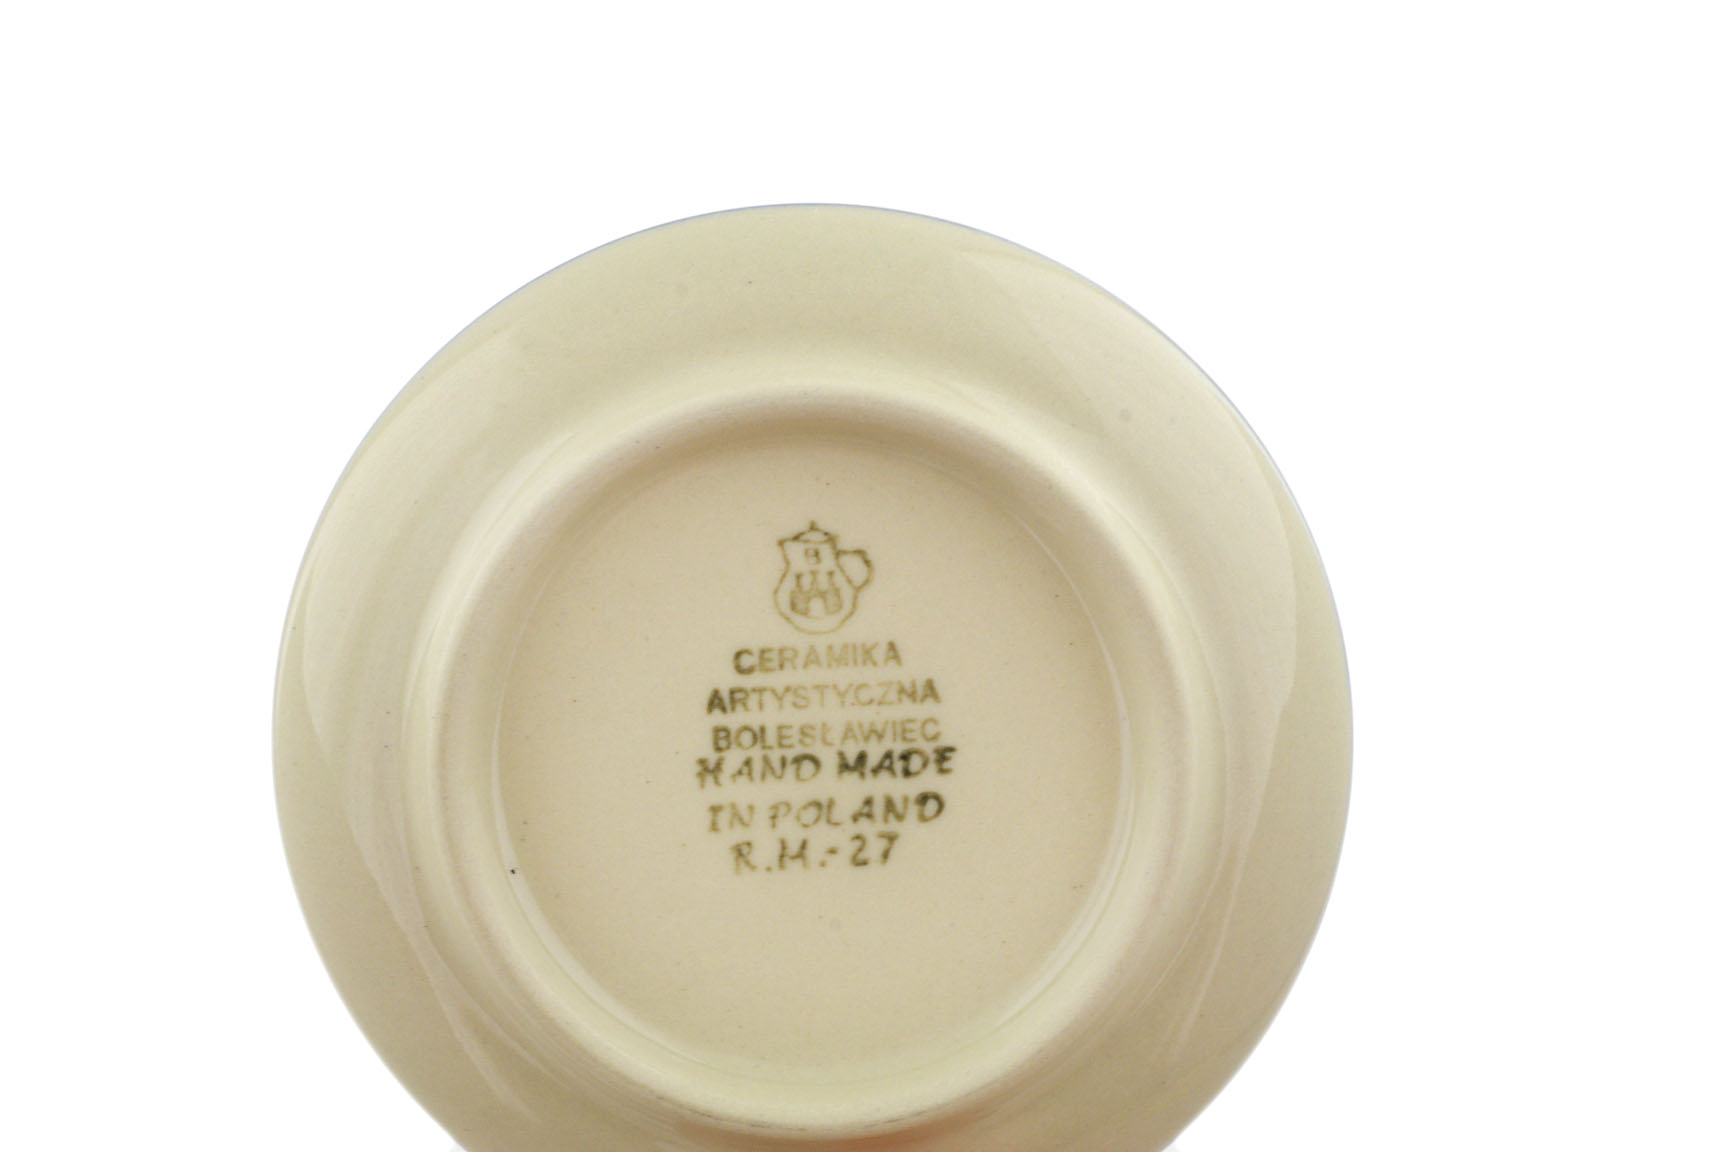 B
CERAMIKA
ARTYSTYCZNA
BOLESŁAWIEC
HAND MADE
IN POLAND
R.M.-27